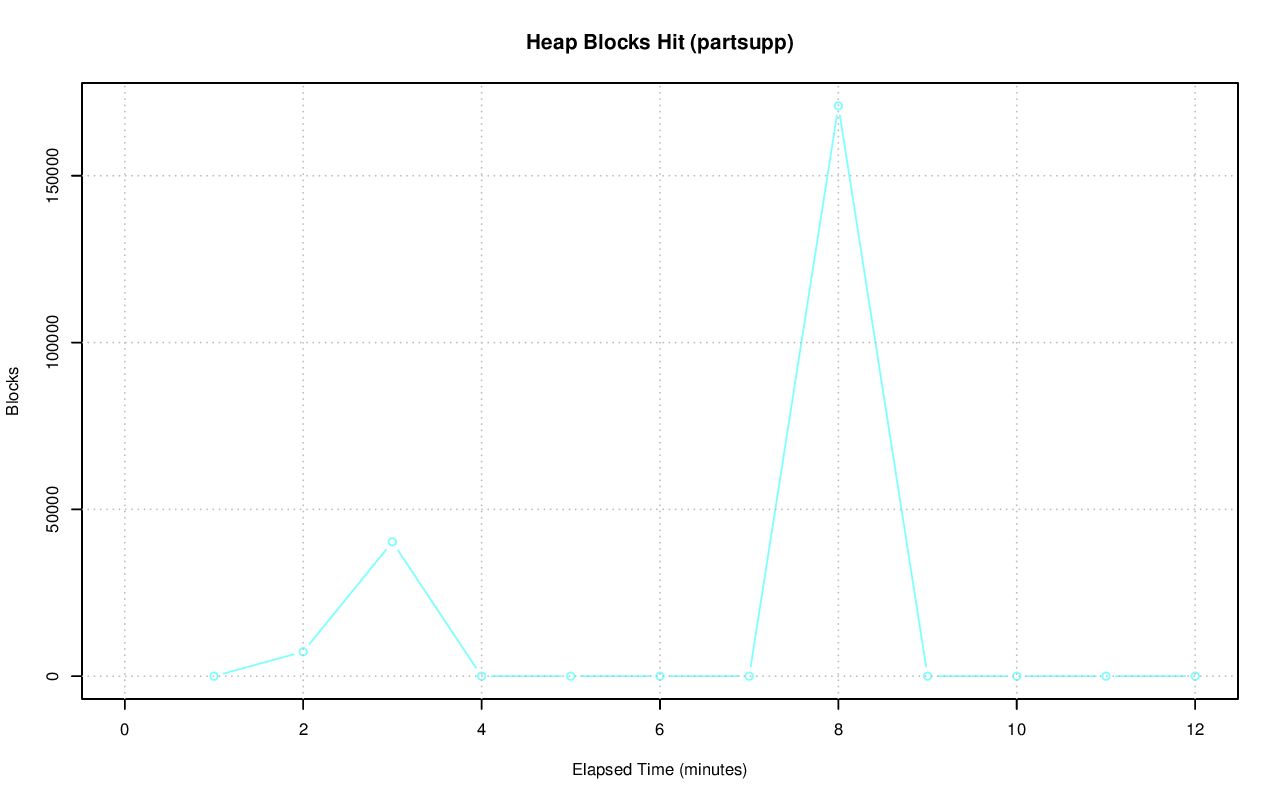 Heap Blocks Hit (partsupp)
150000
100000
50000
0
Blocks
0 2 4 6 8 10 12
Elapsed Time (minutes)